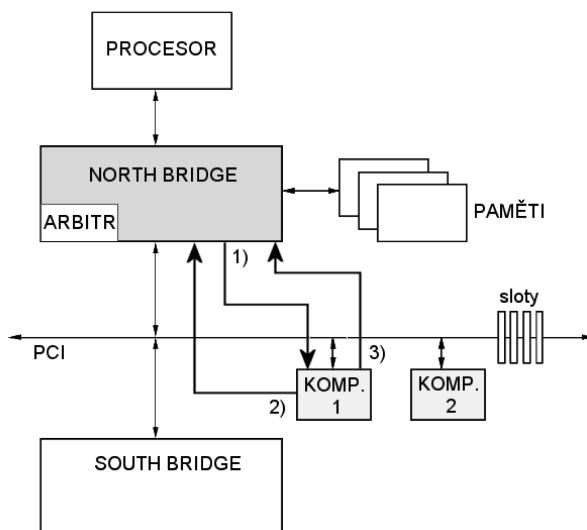 PROCESOR
NORTH BRIDGE
ARBITR
PAMĚTI
1)
sloty
PCI
3)
2)
KOMP.
1
KOMP.
2
SOUTH BRIDGE